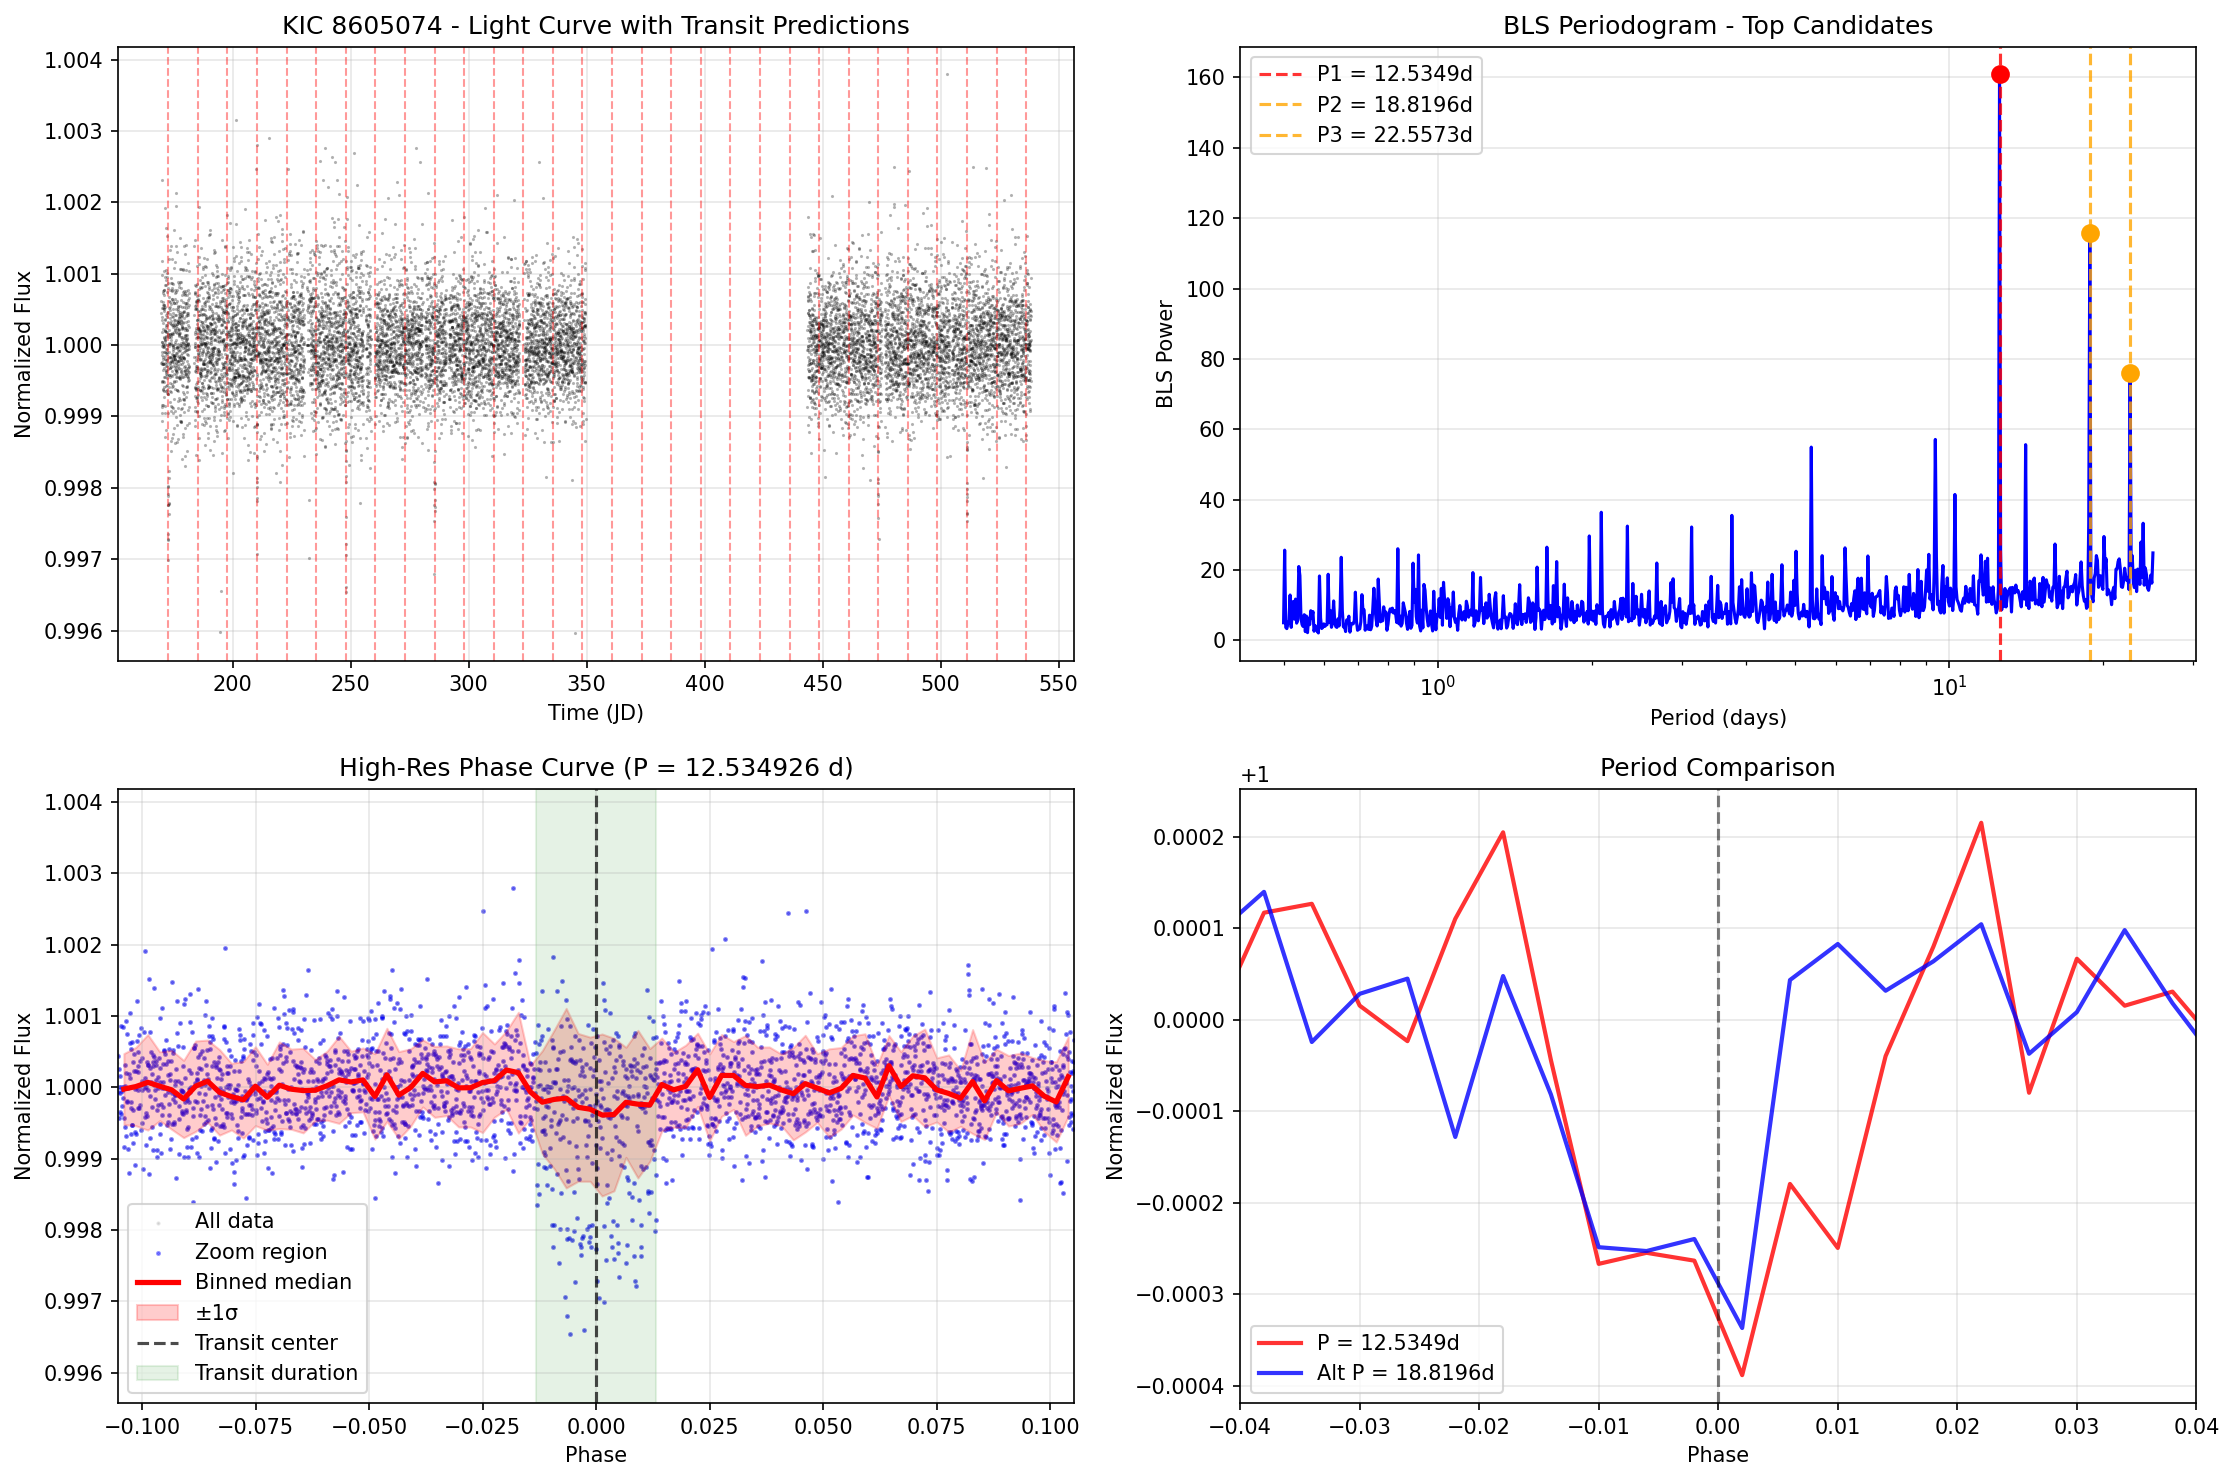 KIC 8605074 - Light Curve with Transit Predictions
1.004
1.003
1.002
1.001
1.000
0.999
0.998
0.997
0.996
Normalized Flux
200 250 300 350 400 450 500 550
Time (JD)
BLS Periodogram - Top Candidates
P1 = 12.5349d
P2 = 18.8196d
P3 = 22.5573d
160
140
120
100
80
60
40
20
0
BLS Power
10⁰ 10¹
Period (days)
High-Res Phase Curve (P = 12.534926 d)
1.004
1.003
1.002
1.001
1.000
0.999
0.998
0.997
0.996
Normalized Flux
All data
Zoom region
Binned median
±1σ
Transit center
Transit duration
−0.100 −0.075 −0.050 −0.025 0.000 0.025 0.050 0.075 0.100
Phase
Period Comparison
+1
0.0002
0.0001
0.0000
−0.0001
−0.0002
−0.0003
−0.0004
Normalized Flux
P = 12.5349d
Alt P = 18.8196d
−0.04 −0.03 −0.02 −0.01 0.00 0.01 0.02 0.03 0.04
Phase